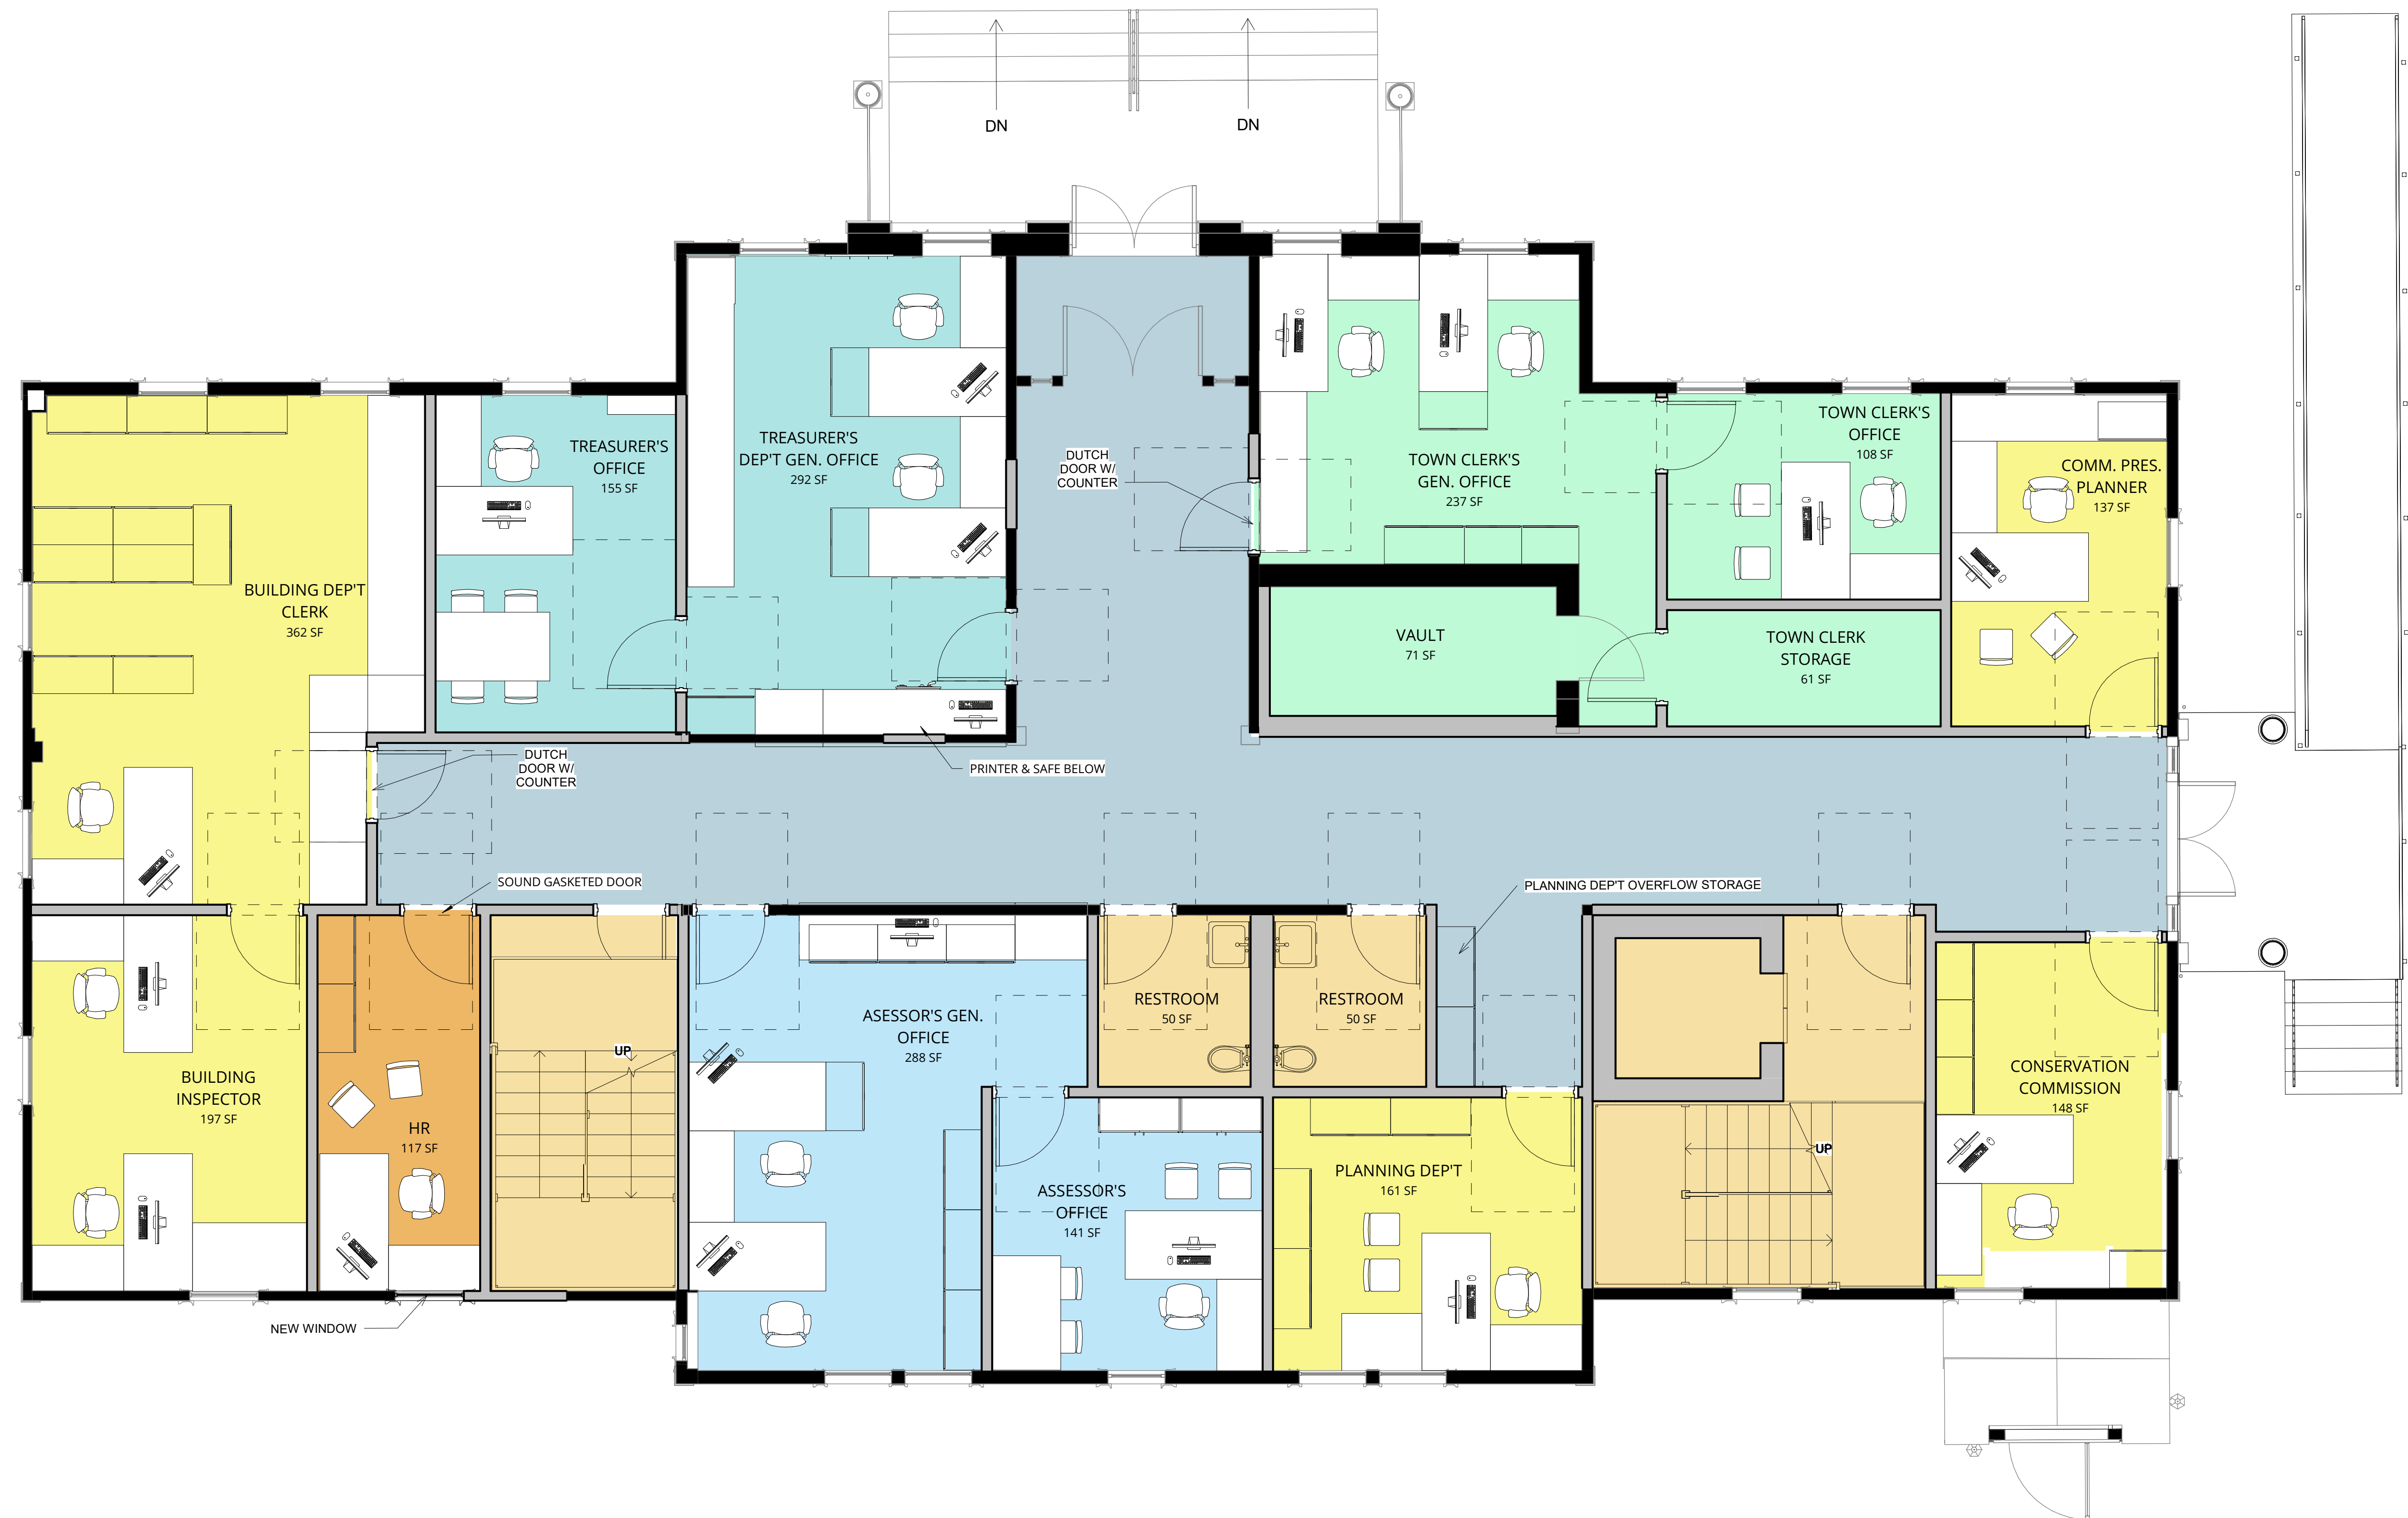 DN
DN
TREASURER'S
OFFICE
155 SF
TREASURER'S
DEP'T GEN. OFFICE
292 SF
DUTCH
DOOR W/
COUNTER
TOWN CLERK'S
GEN. OFFICE
237 SF
TOWN CLERK'S
OFFICE
108 SF
COMM. PRES.
PLANNER
137 SF
BUILDING DEP'T
CLERK
362 SF
VAULT
71 SF
TOWN CLERK
STORAGE
61 SF
DUTCH
DOOR W/
COUNTER
PRINTER & SAFE BELOW
SOUND GASKETED DOOR
PLANNING DEP'T OVERFLOW STORAGE
BUILDING
INSPECTOR
197 SF
HR
117 SF
UP
ASESSOR'S GEN.
OFFICE
288 SF
RESTROOM
50 SF
RESTROOM
50 SF
ASSESSOR'S
OFFICE
141 SF
PLANNING DEP'T
161 SF
UP
CONSERVATION
COMMISSION
148 SF
NEW WINDOW